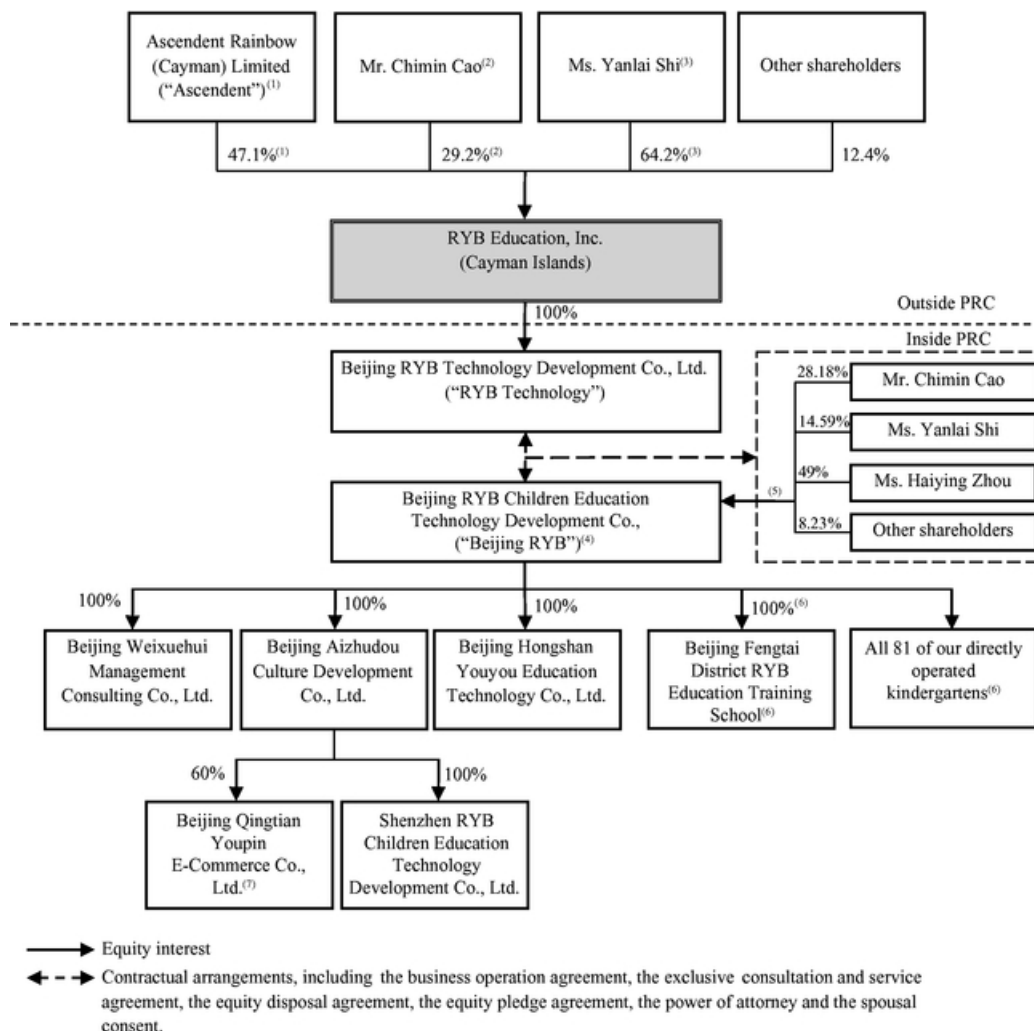 Ascendent Rainbow
(Cayman) Limited
(“Ascendent”)(1)
Mr. Chimin Cao(2)
Ms. Yanlai Shi(3)
Other shareholders
47.1%(1)
29.2%(2)
64.2%(3)
12.4%
RYB Education, Inc.
(Cayman Islands)
100%
Outside PRC
Inside PRC
Beijing RYB Technology Development Co., Ltd.
(“RYB Technology”)
28.18%
Mr. Chimin Cao
14.59%
Ms. Yanlai Shi
49%
Ms. Haiying Zhou
8.23%
Other shareholders
(5)
Beijing RYB Children Education
Technology Development Co.,
(“Beijing RYB”)(4)
100%
100%
100%
100%(6)
Beijing Weixuehui
Management
Consulting Co., Ltd.
Beijing Aizhudou
Culture Development
Co., Ltd.
Beijing Hongshan
Youyou Education
Technology Co., Ltd.
Beijing Fengtai
District RYB
Education Training
School(6)
All 81 of our directly
operated
kindergartens(6)
60%
100%
Beijing Qingtian
Youpin
E-Commerce Co.,
Ltd.(7)
Shenzhen RYB
Children Education
Technology
Development Co., Ltd.
Equity interest
Contractual arrangements, including the business operation agreement, the exclusive consultation and service
agreement, the equity disposal agreement, the equity pledge agreement, the power of attorney and the spousal
consent.